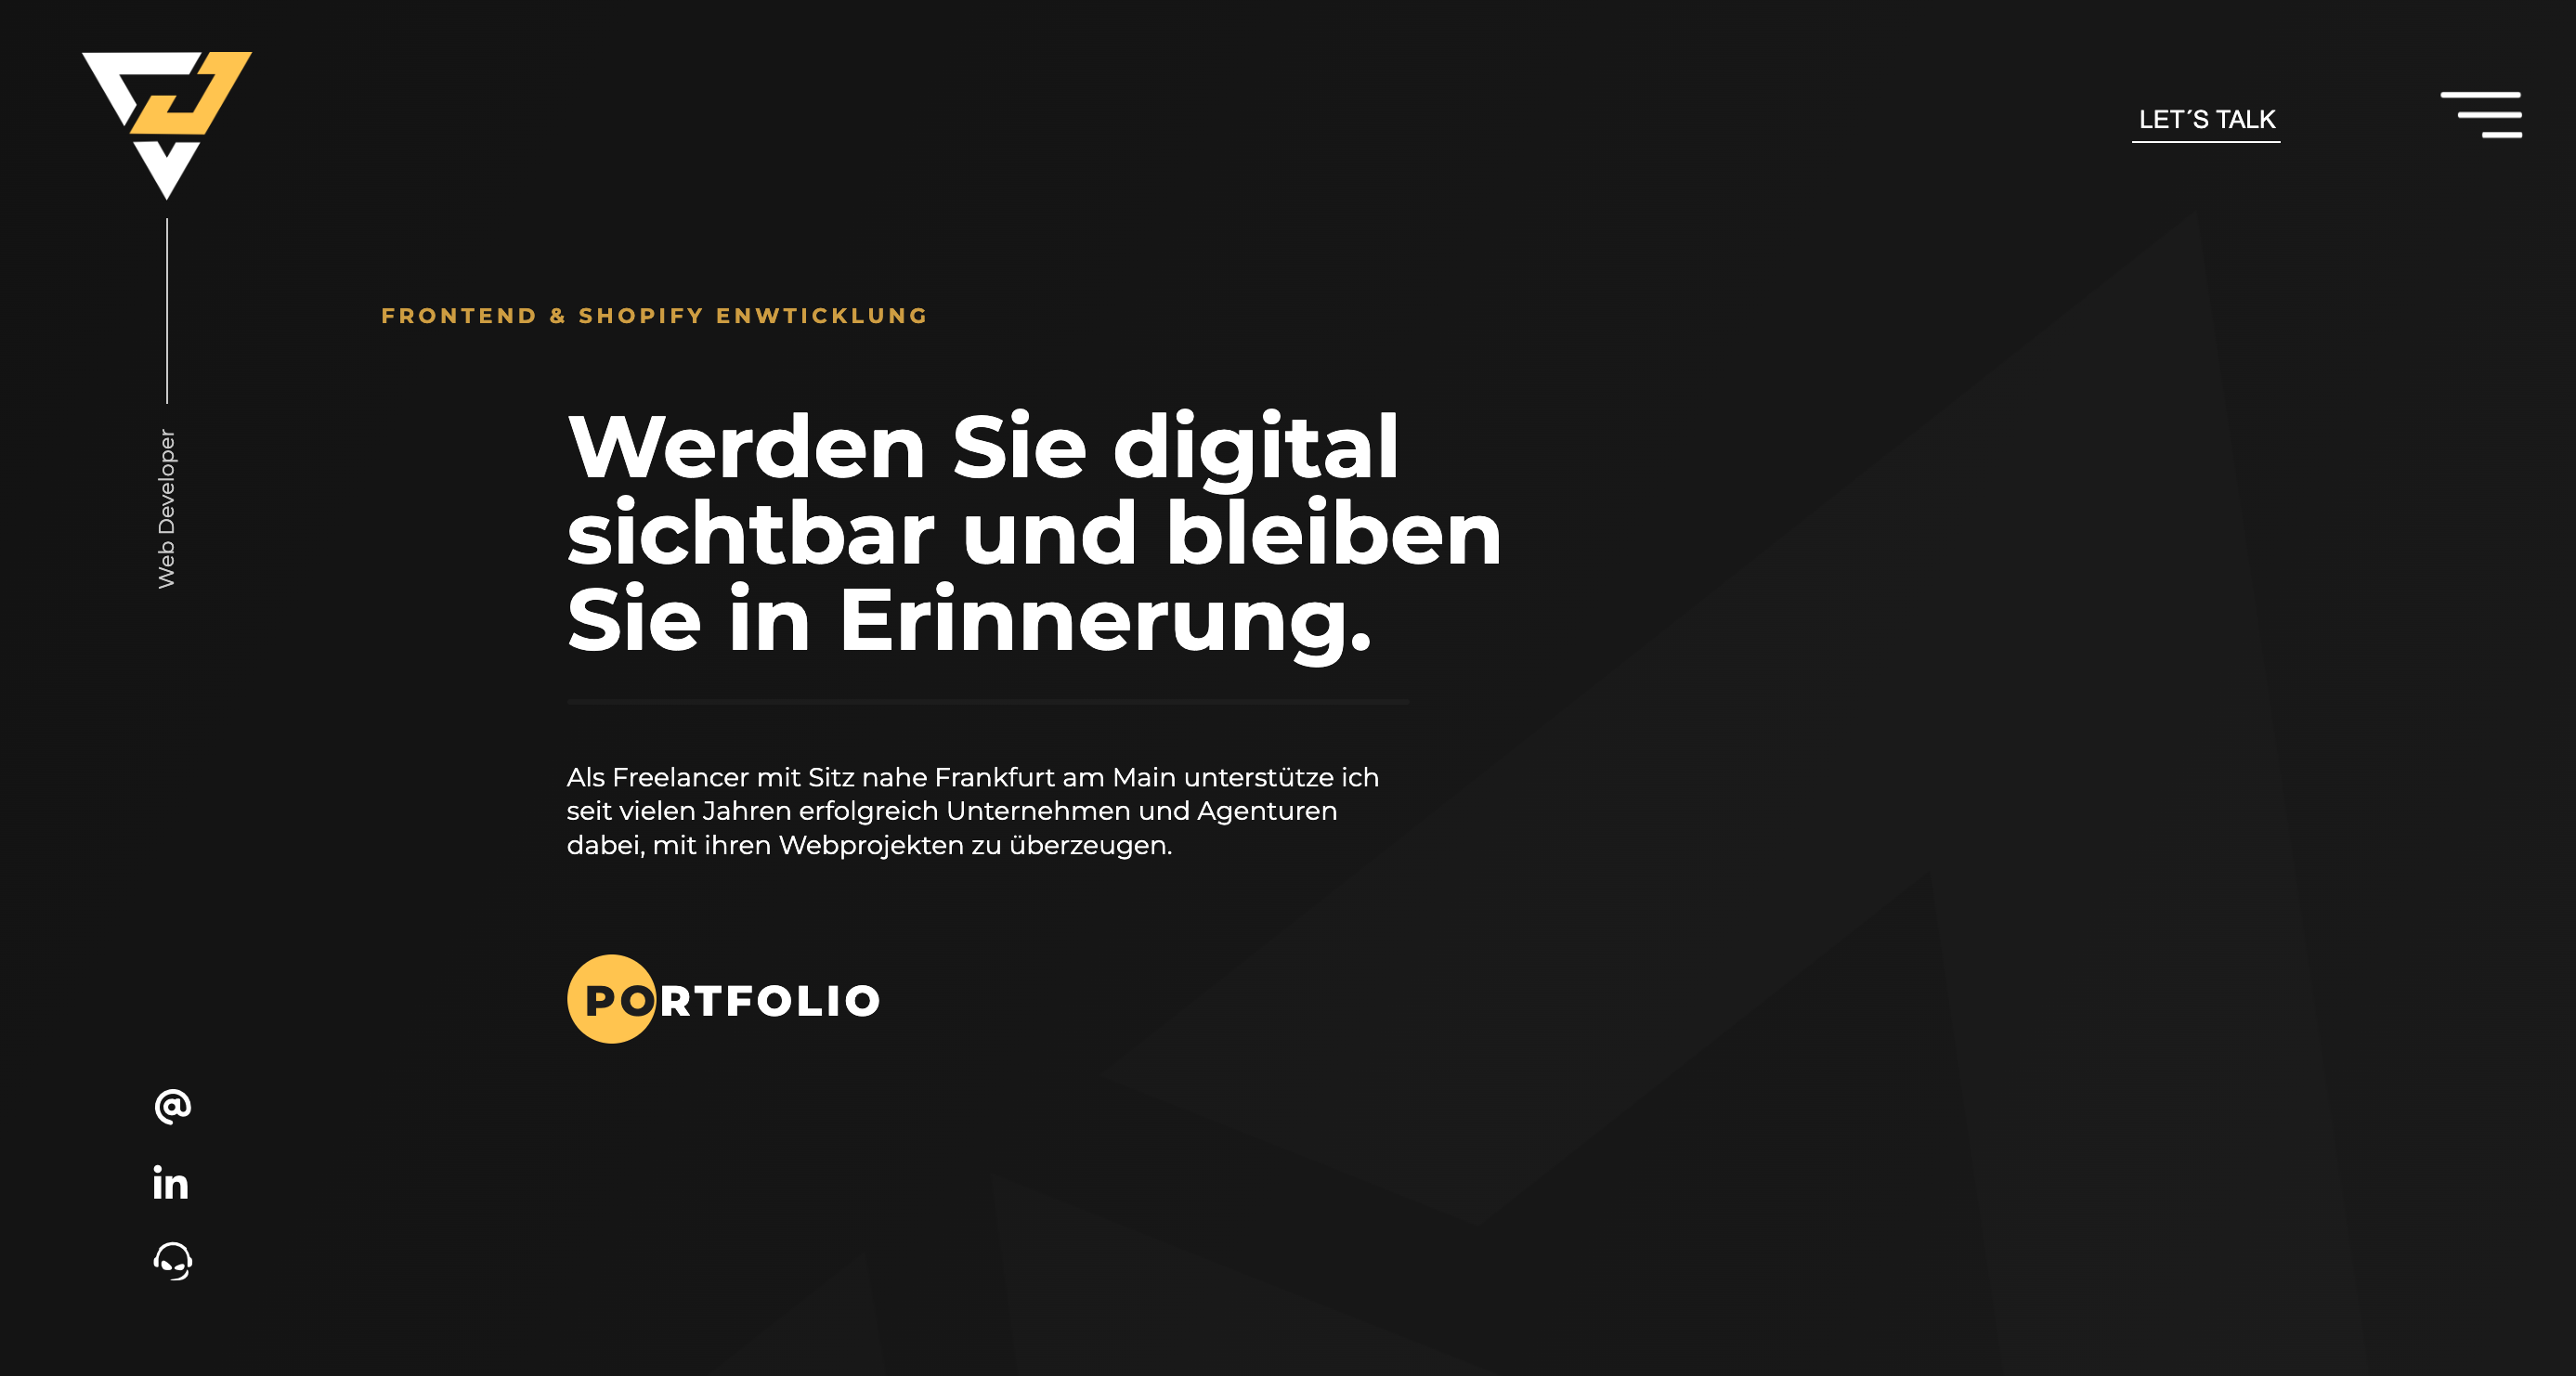 LET´S TALK
FRONTEND & SHOPIFY ENWTICKLUNG
Werden Sie digital
sichtbar und bleiben
Sie in Erinnerung.
Web Developer
Als Freelancer mit Sitz nahe Frankfurt am Main unterstütze ich
seit vielen Jahren erfolgreich Unternehmen und Agenturen
dabei, mit ihren Webprojekten zu überzeugen.
PORTFOLIO
@
in